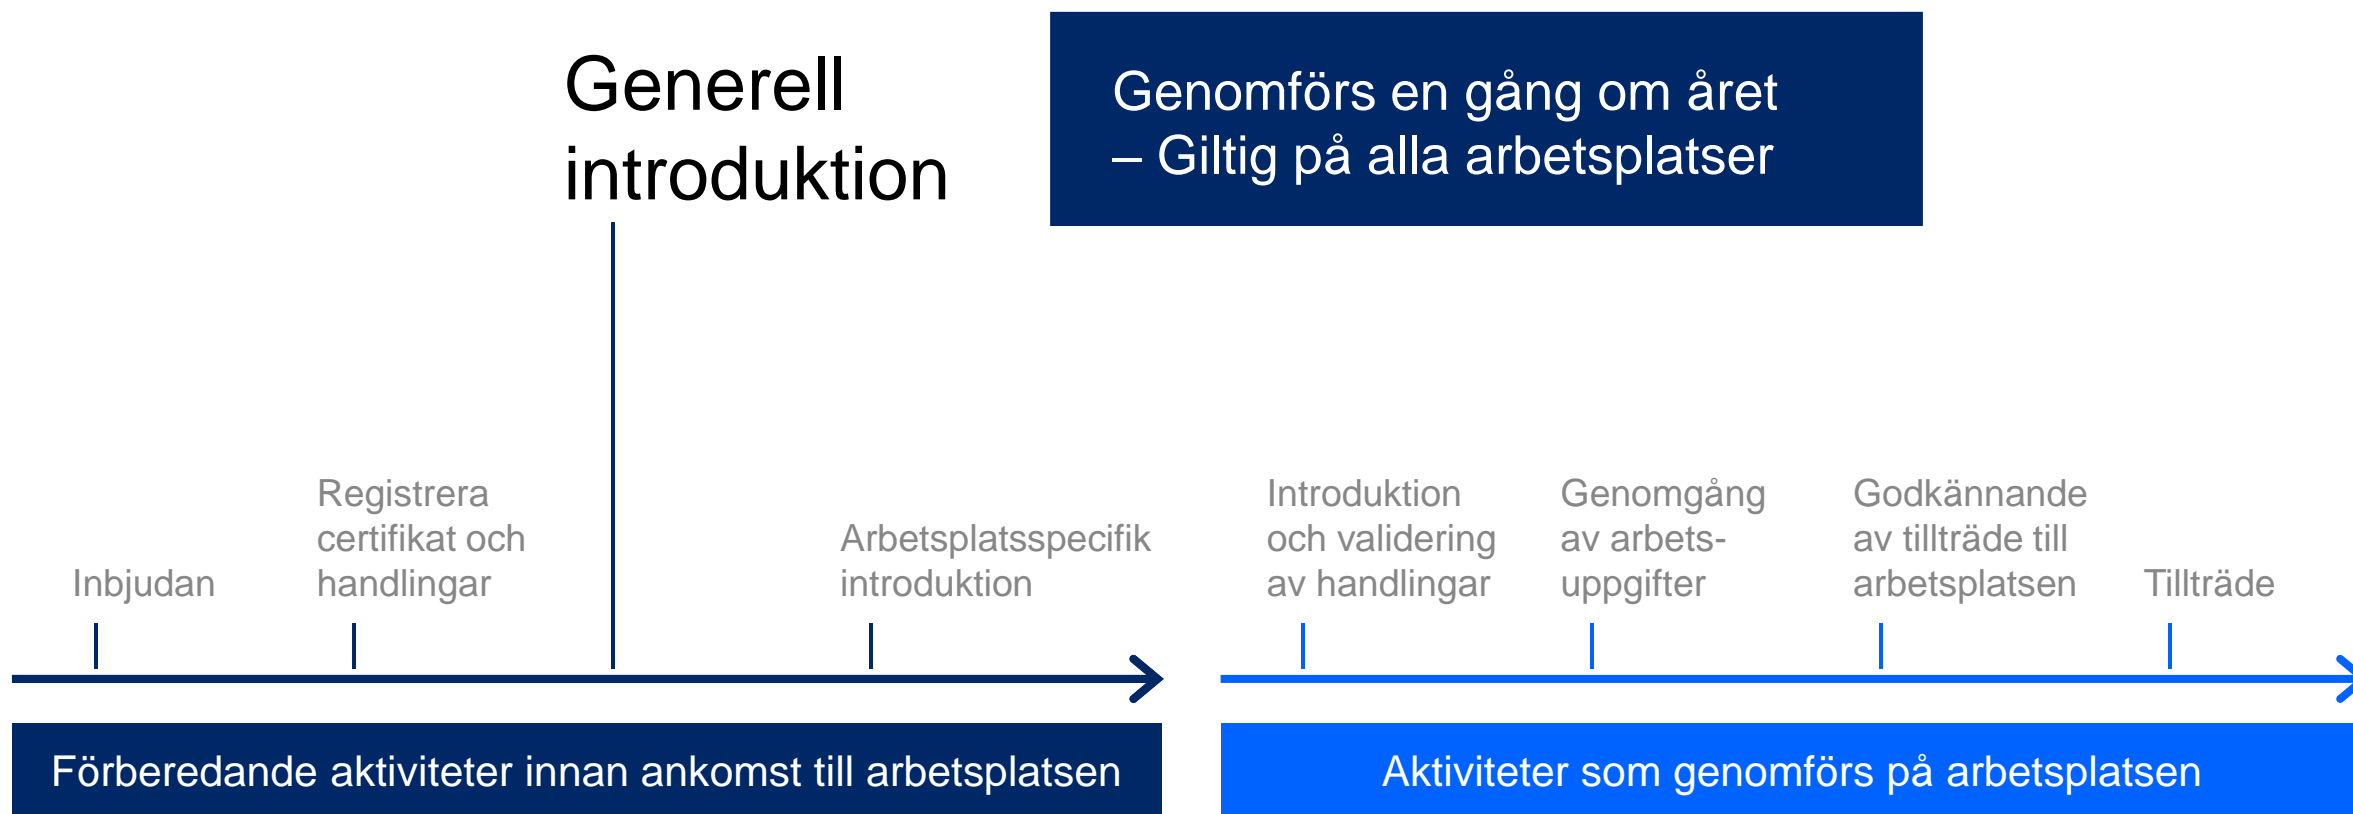 Generell
introduktion
Genomförs en gång om året
– Giltig på alla arbetsplatser
Inbjudan
Registrera
certifikat och
handlingar
Arbetsplatsspecifik
introduktion
Introduktion
och validering
av handlingar
Genomgång
av arbets-
uppgifter
Godkännande
av tillträde till
arbetsplatsen
Tillträde
Förberedande aktiviteter innan ankomst till arbetsplatsen
Aktiviteter som genomförs på arbetsplatsen